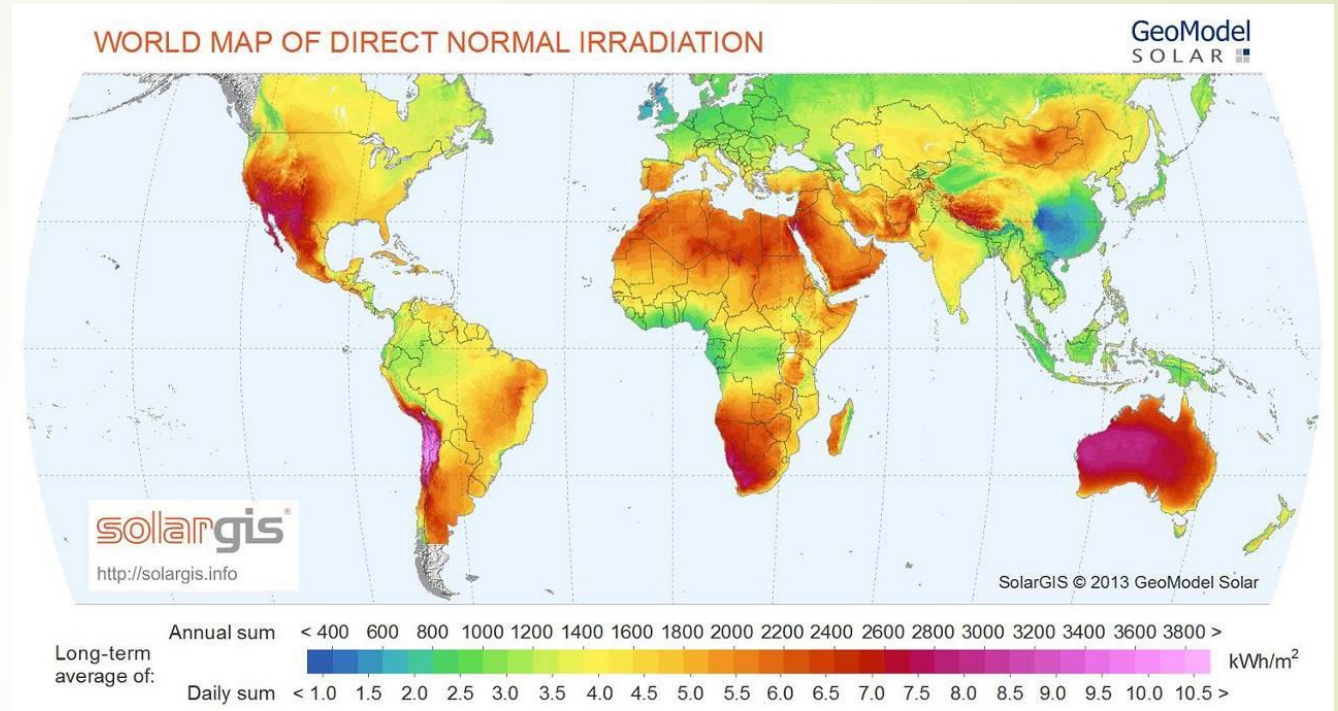 WORLD MAP OF DIRECT NORMAL IRRADIATION
GeoModel
SOLAR
solargis®
http://solargis.info
SolarGIS © 2013 GeoModel Solar
Annual sum < 400 600 800 1000 1200 1400 1600 1800 2000 2200 2400 2600 2800 3000 3200 3400 3600 3800 >
Long-term
average of:
kWh/m²
Daily sum < 1.0 1.5 2.0 2.5 3.0 3.5 4.0 4.5 5.0 5.5 6.0 6.5 7.0 7.5 8.0 8.5 9.0 9.5 10.0 10.5 >